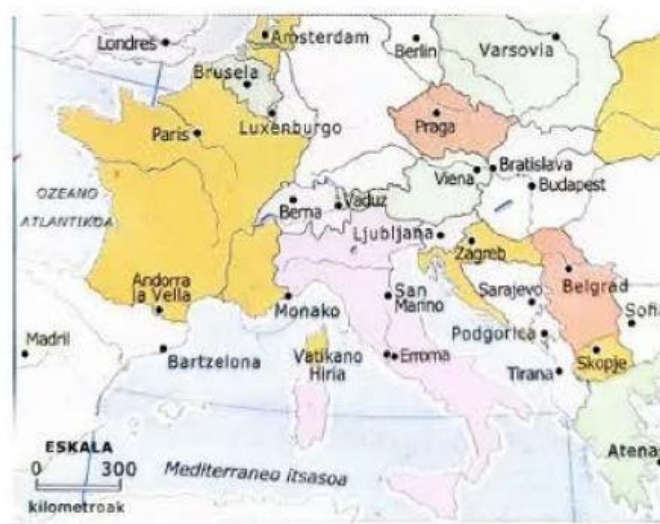 Londres
Amsterdam
Berlin
Varsovia
Brusela
Paris
Luxenburgo
Praga
OZEANO
ATLANTIKOA
Berna
Vaduz
Viena
Bratislava
Budapest
Ljubljana
Zagreb
Andorra
la Vella
Monako
San
Marino
Sarajevo
Belgrad
Sofi
Madril
Bartzelona
Vatikano
Hiria
Erroma
Podgorica
Tirana
Skopje
Atena
ESKALA
0 300
kilometroak
Mediterraneo itsasoa